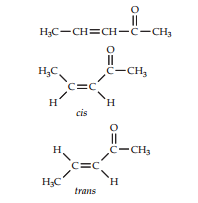 O
H₃C—CH=CH—C—CH₃
O
H₃C C—CH₃
C=C
H H
cis
O
H C—CH₃
C=C
H₃C H
trans